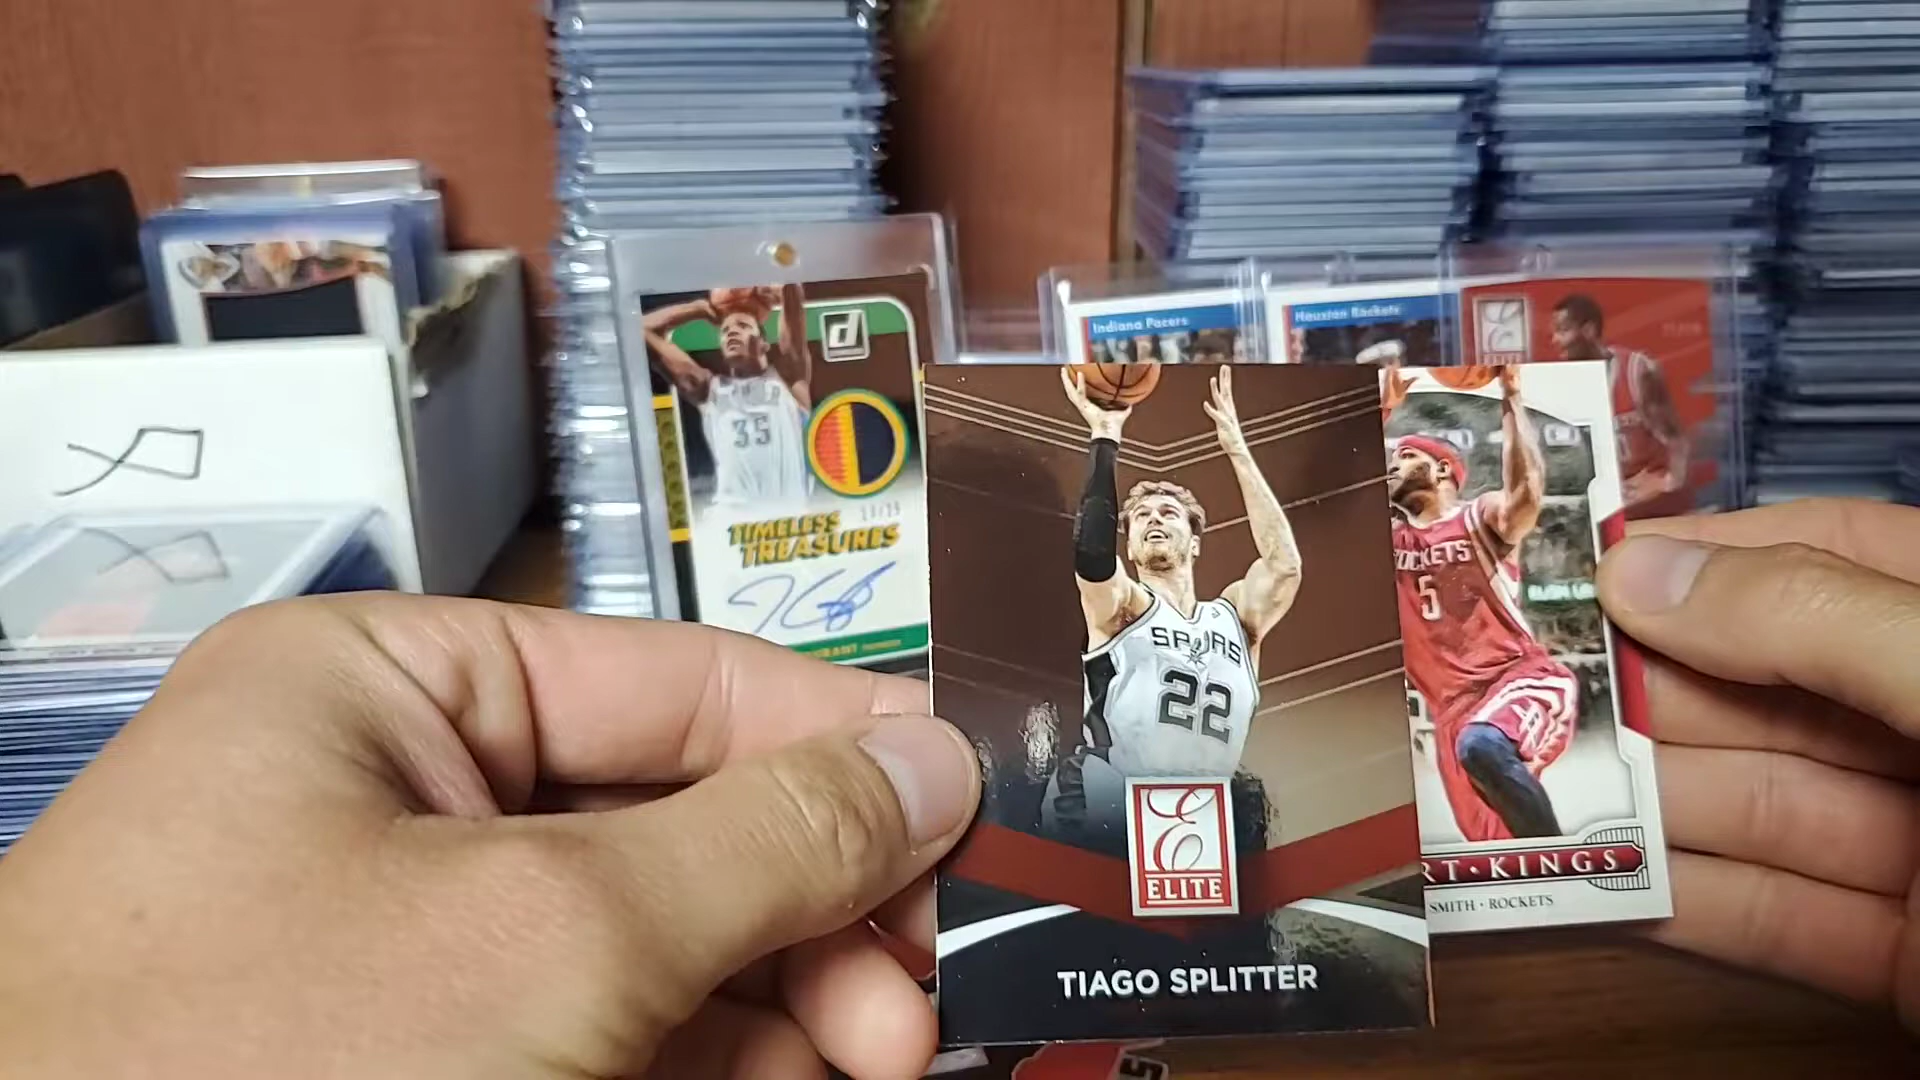 Indiana Pacers
Houston Rockets
ELITE
35
TIMELESS
TREASURES
SPURS
22
ELITE
TIAGO SPLITTER
ROCKETS
5
RT · KINGS
SMITH · ROCKETS